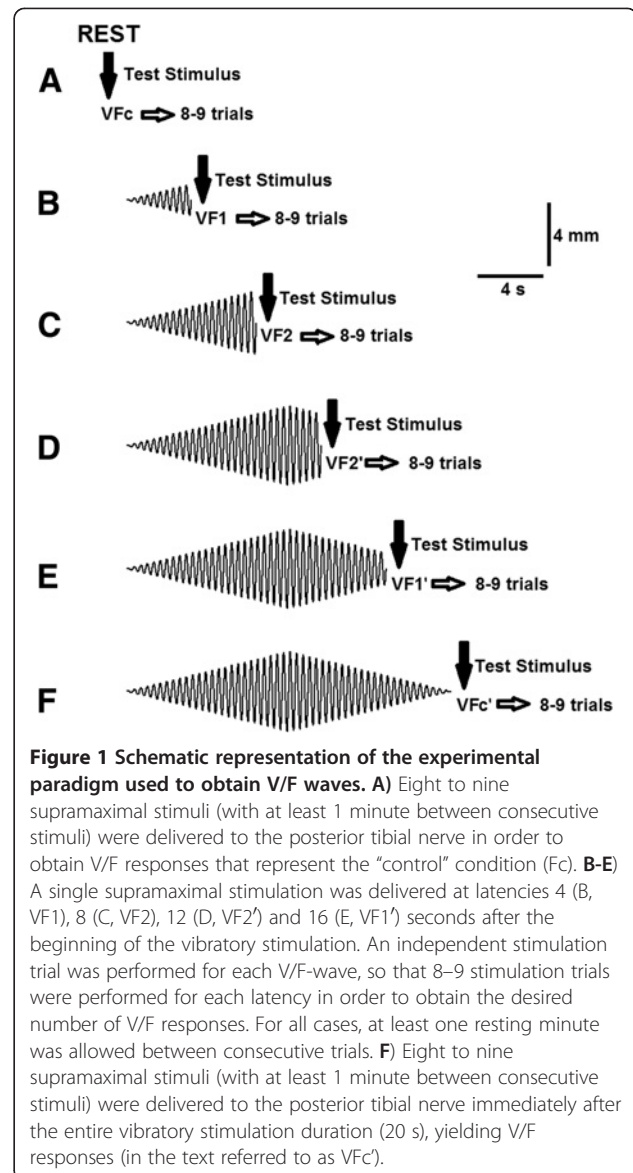 REST
A
Test Stimulus
VFc ⇨ 8-9 trials
B
Test Stimulus
VF1 ⇨ 8-9 trials
4 mm
4 s
C
Test Stimulus
VF2 ⇨ 8-9 trials
D
Test Stimulus
VF2' ⇨ 8-9 trials
E
Test Stimulus
VF1' ⇨ 8-9 trials
F
Test Stimulus
VFc' ⇨ 8-9 trials
Figure 1 Schematic representation of the experimental
paradigm used to obtain V/F waves. A) Eight to nine
supramaximal stimuli (with at least 1 minute between consecutive
stimuli) were delivered to the posterior tibial nerve in order to
obtain V/F responses that represent the “control” condition (Fc). B-E)
A single supramaximal stimulation was delivered at latencies 4 (B,
VF1), 8 (C, VF2), 12 (D, VF2′) and 16 (E, VF1′) seconds after the
beginning of the vibratory stimulation. An independent stimulation
trial was performed for each V/F-wave, so that 8–9 stimulation trials
were performed for each latency in order to obtain the desired
number of V/F responses. For all cases, at least one resting minute
was allowed between consecutive trials. F) Eight to nine
supramaximal stimuli (with at least 1 minute between consecutive
stimuli) were delivered to the posterior tibial nerve immediately after
the entire vibratory stimulation duration (20 s), yielding V/F
responses (in the text referred to as VFc′).